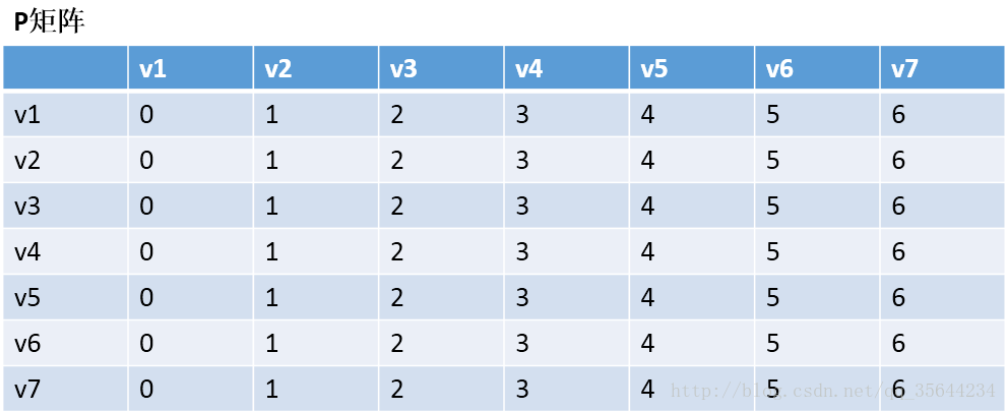 P矩阵
v1 v2 v3 v4 v5 v6 v7
v1 0 1 2 3 4 5 6
v2 0 1 2 3 4 5 6
v3 0 1 2 3 4 5 6
v4 0 1 2 3 4 5 6
v5 0 1 2 3 4 5 6
v6 0 1 2 3 4 5 6
v7 0 1 2 3 4 5 6
http://blog.csdn.net/qq_35644234